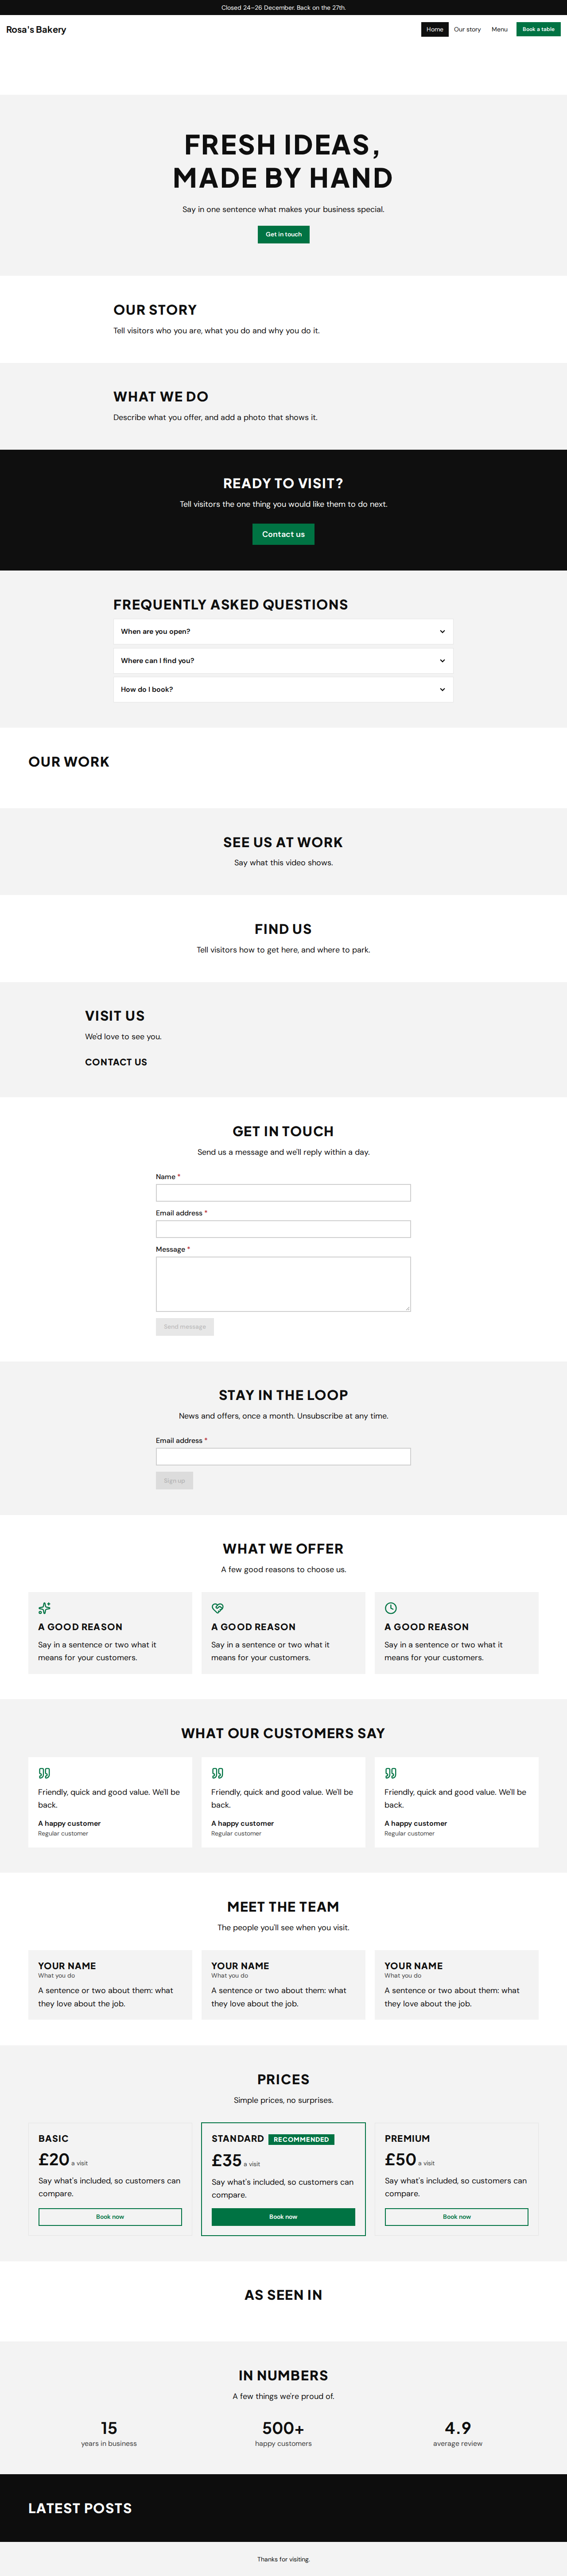 Closed 24–26 December. Back on the 27th.
Rosa's Bakery
Home
Our story
Menu
Book a table
FRESH IDEAS,
MADE BY HAND
Say in one sentence what makes your business special.
Get in touch
OUR STORY
Tell visitors who you are, what you do and why you do it.
WHAT WE DO
Describe what you offer, and add a photo that shows it.
READY TO VISIT?
Tell visitors the one thing you would like them to do next.
Contact us
FREQUENTLY ASKED QUESTIONS
When are you open?
Where can I find you?
How do I book?
OUR WORK
SEE US AT WORK
Say what this video shows.
FIND US
Tell visitors how to get here, and where to park.
VISIT US
We'd love to see you.
CONTACT US
GET IN TOUCH
Send us a message and we'll reply within a day.
Name *
Email address *
Message *
Send message
STAY IN THE LOOP
News and offers, once a month. Unsubscribe at any time.
Email address *
Sign up
WHAT WE OFFER
A few good reasons to choose us.
A GOOD REASON
Say in a sentence or two what it
means for your customers.
A GOOD REASON
Say in a sentence or two what it
means for your customers.
A GOOD REASON
Say in a sentence or two what it
means for your customers.
WHAT OUR CUSTOMERS SAY
Friendly, quick and good value. We'll be
back.
A happy customer
Regular customer
Friendly, quick and good value. We'll be
back.
A happy customer
Regular customer
Friendly, quick and good value. We'll be
back.
A happy customer
Regular customer
MEET THE TEAM
The people you'll see when you visit.
YOUR NAME
What you do
A sentence or two about them: what
they love about the job.
YOUR NAME
What you do
A sentence or two about them: what
they love about the job.
YOUR NAME
What you do
A sentence or two about them: what
they love about the job.
PRICES
Simple prices, no surprises.
BASIC
£20 a visit
Say what's included, so customers can
compare.
Book now
STANDARD RECOMMENDED
£35 a visit
Say what's included, so customers can
compare.
Book now
PREMIUM
£50 a visit
Say what's included, so customers can
compare.
Book now
AS SEEN IN
IN NUMBERS
A few things we're proud of.
15
years in business
500+
happy customers
4.9
average review
LATEST POSTS
Thanks for visiting.